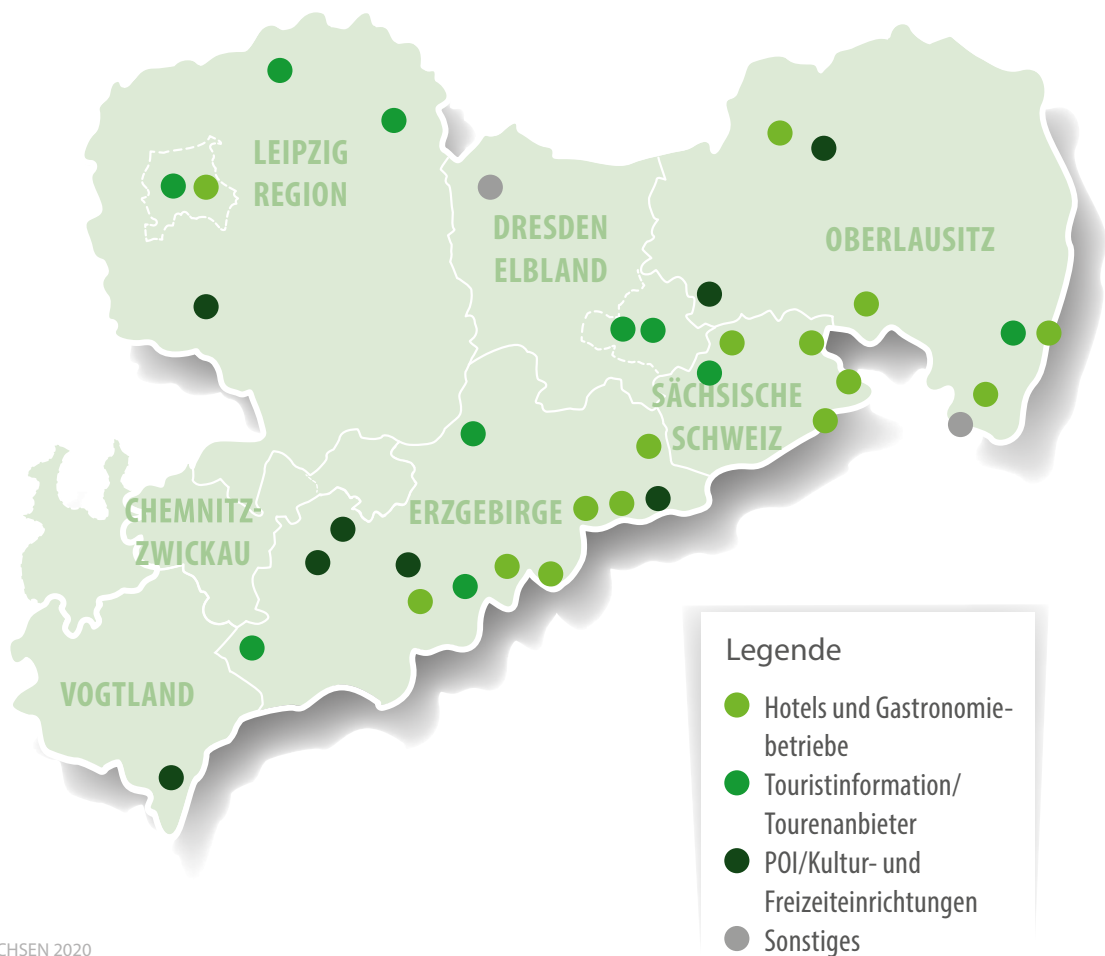 LEIPZIG
REGION
DRESDEN
ELBLAND
OBERLAUSITZ
SÄCHSISCHE
SCHWEIZ
CHEMNITZ-
ZWICKAU
ERZGEBIRGE
VOGTLAND
Legende
Hotels und Gastronomie-
betriebe
Touristinformation/
Tourenanbieter
POI/Kultur- und
Freizeiteinrichtungen
Sonstiges
CHSEN 2020